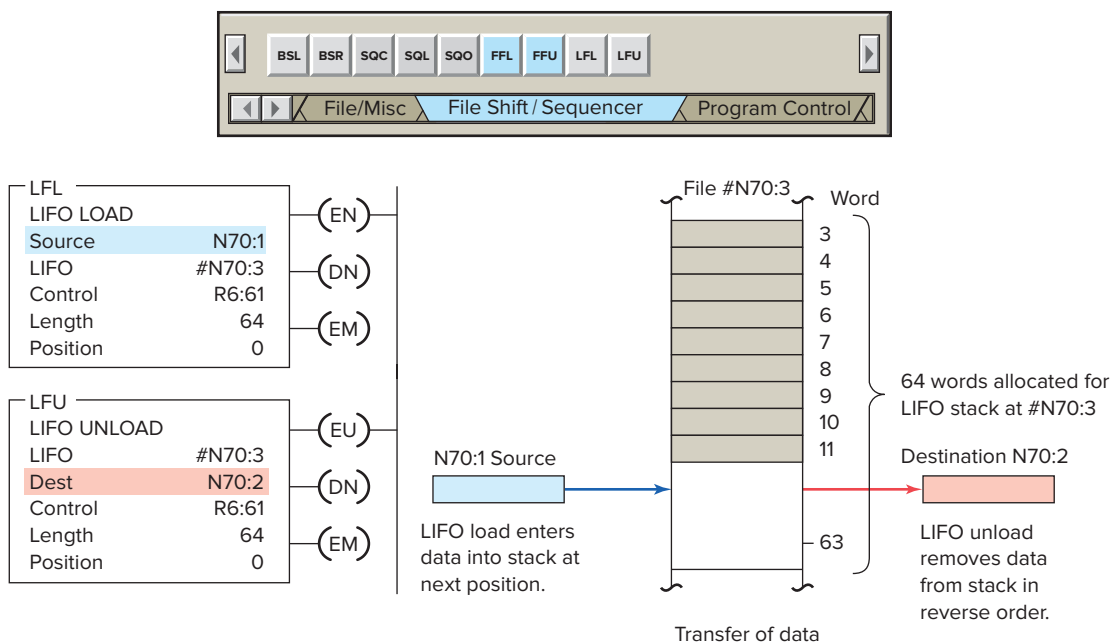 BSL BSR SQC SQL SQO FFL FFU LFL LFU
File/Misc File Shift / Sequencer Program Control
LFL
LIFO LOAD
Source N70:1
LIFO #N70:3
Control R6:61
Length 64
Position 0
EN
DN
EM
LFU
LIFO UNLOAD
LIFO #N70:3
Dest N70:2
Control R6:61
Length 64
Position 0
EU
DN
EM
N70:1 Source
LIFO load enters
data into stack at
next position.
File #N70:3
Word
3
4
5
6
7
8
9
10
11
63
64 words allocated for
LIFO stack at #N70:3
Destination N70:2
LIFO unload
removes data
from stack in
reverse order.
Transfer of data